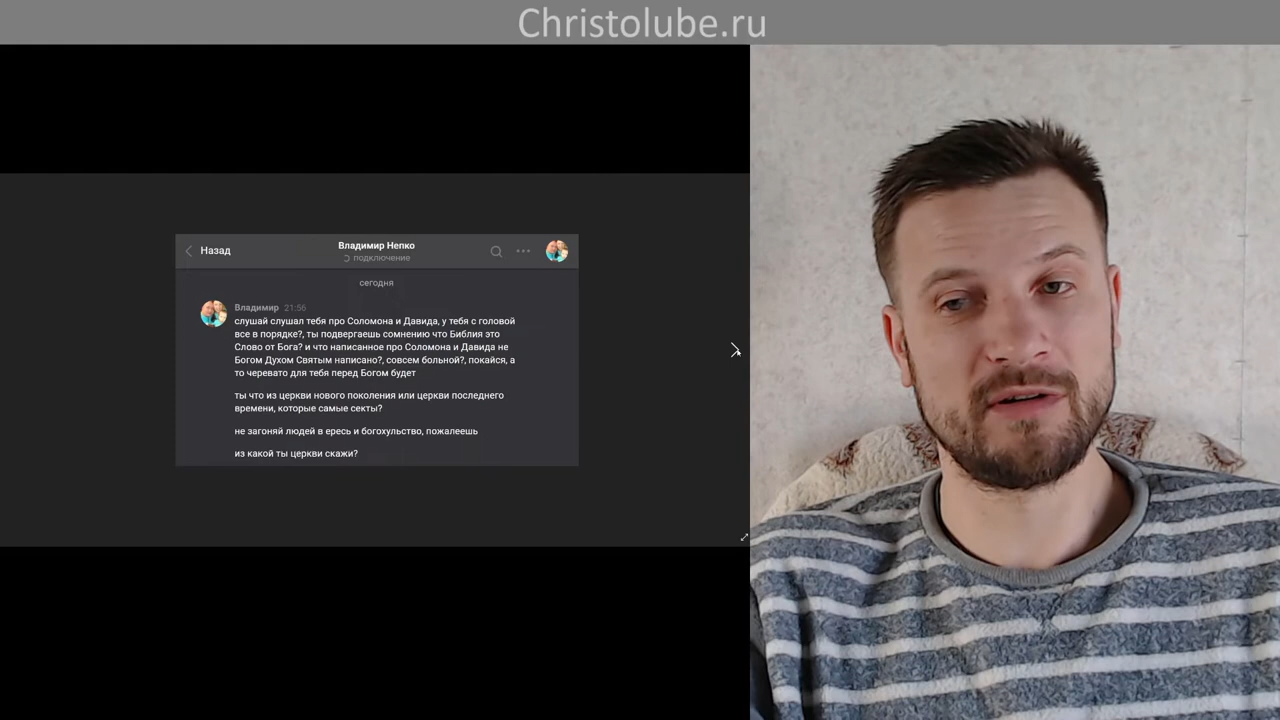 Christolube.ru
Назад
Владимир Непко
подключение
сегодня
Владимир 21:56
слушай слушал тебя про Соломона и Давида, у тебя с головой
все в порядке?, ты подвергаешь сомнению что Библия это
Слово от Бога? и что написанное про Соломона и Давида не
Богом Духом Святым написано?, совсем больной?, покайся, а
то черевато для тебя перед Богом будет
ты что из церкви нового поколения или церкви последнего
времени, которые самые секты?
не загоняй людей в ересь и богохульство, пожалеешь
из какой ты церкви скажи?